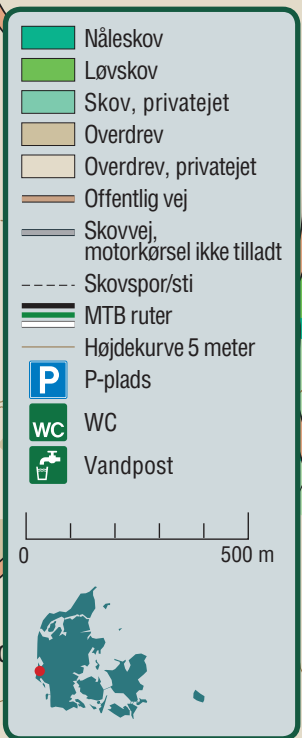 Nåleskov
Løvskov
Skov, privatejet
Overdrev
Overdrev, privatejet
Offentlig vej
Skovvej,
motorkørsel ikke tilladt
Skovspor/sti
MTB ruter
Højdekurve 5 meter
P P-plads
WC WC
Vandpost
0 500 m